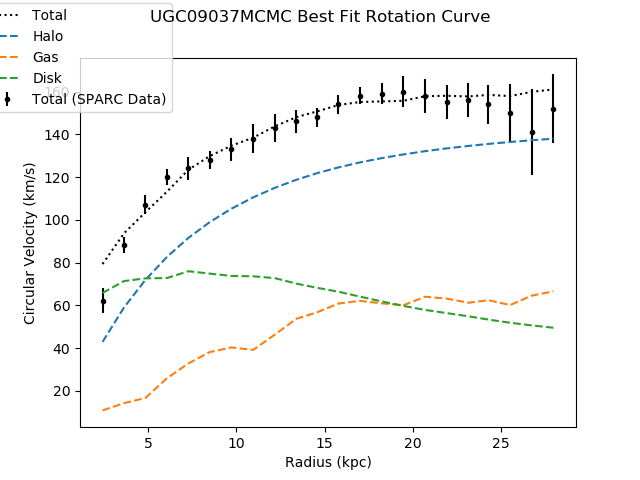 UGC09037MCMC Best Fit Rotation Curve
Total
Halo
Gas
Disk
Total (SPARC Data)
160
140
120
100
80
60
40
20
Circular Velocity (km/s)
5
10
15
20
25
Radius (kpc)